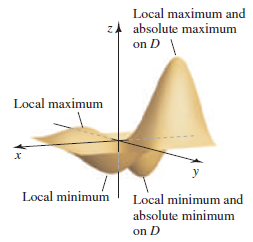 Local maximum and
absolute maximum
on D
z
Local maximum
x
y
Local minimum
Local minimum and
absolute minimum
on D